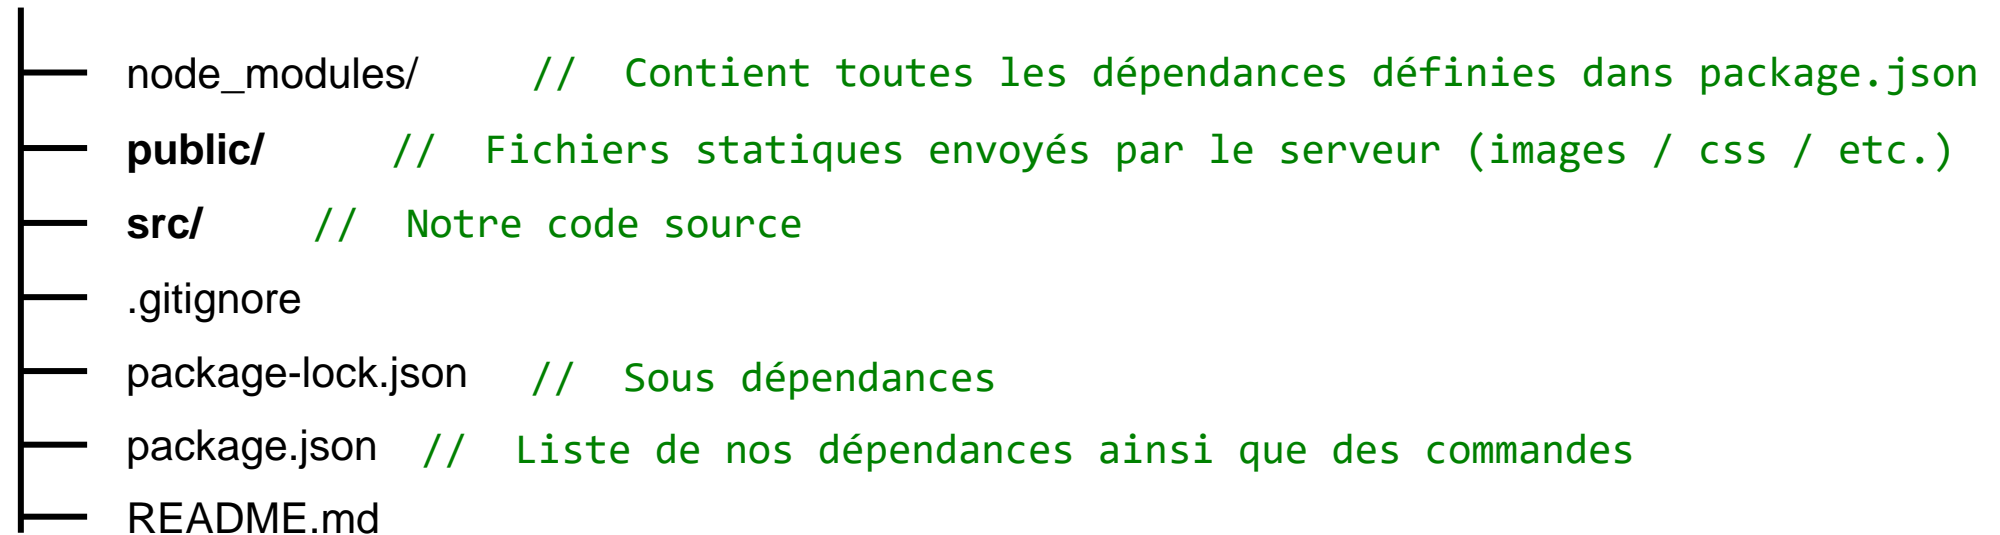 node_modules/ // Contient toutes les dépendances définies dans package.json
public/ // Fichiers statiques envoyés par le serveur (images / css / etc.)
src/ // Notre code source
.gitignore
package-lock.json // Sous dépendances
package.json // Liste de nos dépendances ainsi que des commandes
README.md